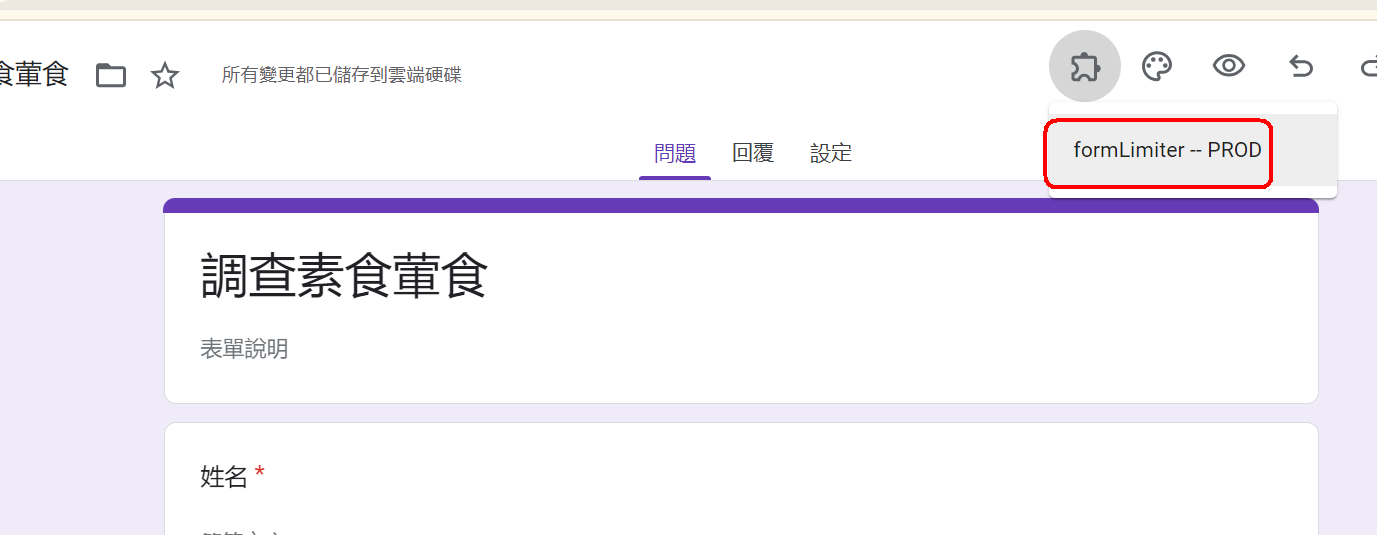 食葷食
所有變更都已儲存到雲端硬碟
formLimiter -- PROD
問題 回覆 設定
調查素食葷食
表單說明
姓名 *